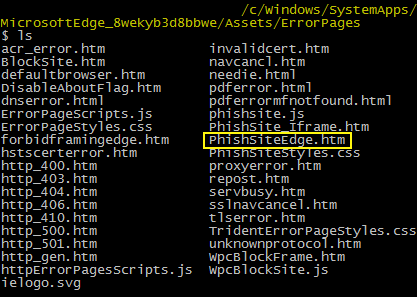 /c/Windows/SystemApps/
MicrosoftEdge_8wekyb3d8bbwe/Assets/ErrorPages
$ ls
acr_error.htm invalidcert.htm
BlockSite.htm navcancl.htm
defaultbrowser.htm needie.html
DisableAboutFlag.htm pdferror.html
dnserror.html pdferrormfnotfound.html
ErrorPageScripts.js phishsite.js
ErrorPageStyles.css PhishSite_Iframe.htm
forbidframingedge.htm PhishSiteEdge.htm
hstscerterror.htm PhishSiteStyles.css
http_400.htm proxyerror.htm
http_403.htm repost.htm
http_404.htm servbusy.htm
http_406.htm sslnavcancel.htm
http_410.htm tlserror.htm
http_500.htm TridentErrorPageStyles.css
http_501.htm unknownprotocol.htm
http_gen.htm WpcBlockFrame.htm
httpErrorPagesScripts.js WpcBlockSite.js
ielogo.svg